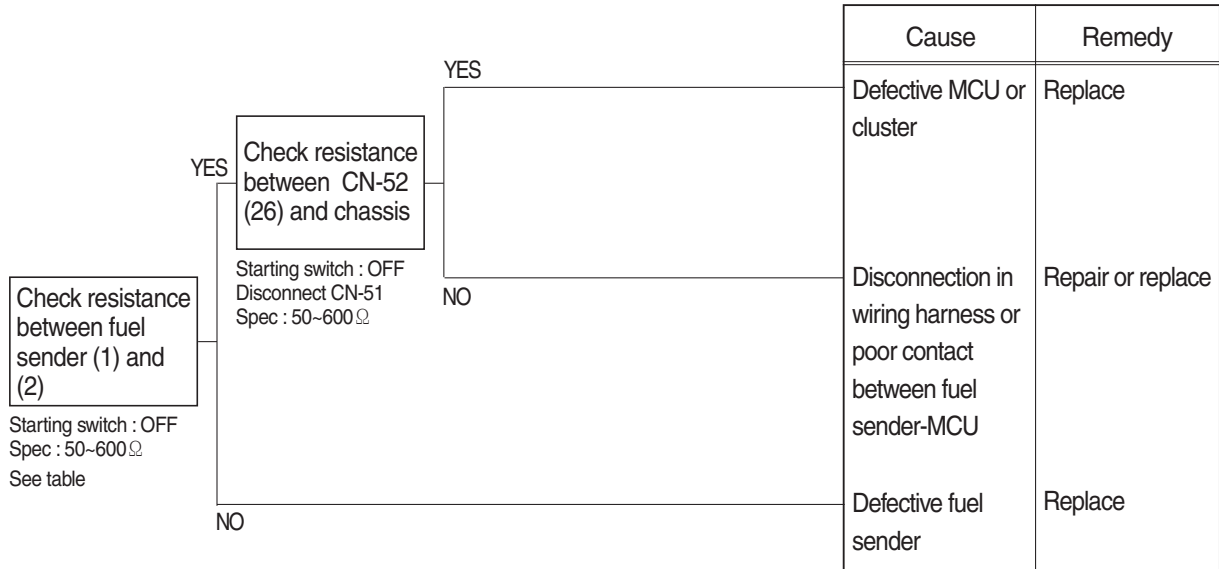 Cause
Remedy
YES
Defective MCU or
cluster
Replace
YES
Check resistance
between CN-52
(26) and chassis
Starting switch : OFF
Disconnect CN-51
Spec : 50~600Ω
NO
Disconnection in
wiring harness or
poor contact
between fuel
sender-MCU
Repair or replace
Check resistance
between fuel
sender (1) and
(2)
Starting switch : OFF
Spec : 50~600Ω
See table
NO
Defective fuel
sender
Replace